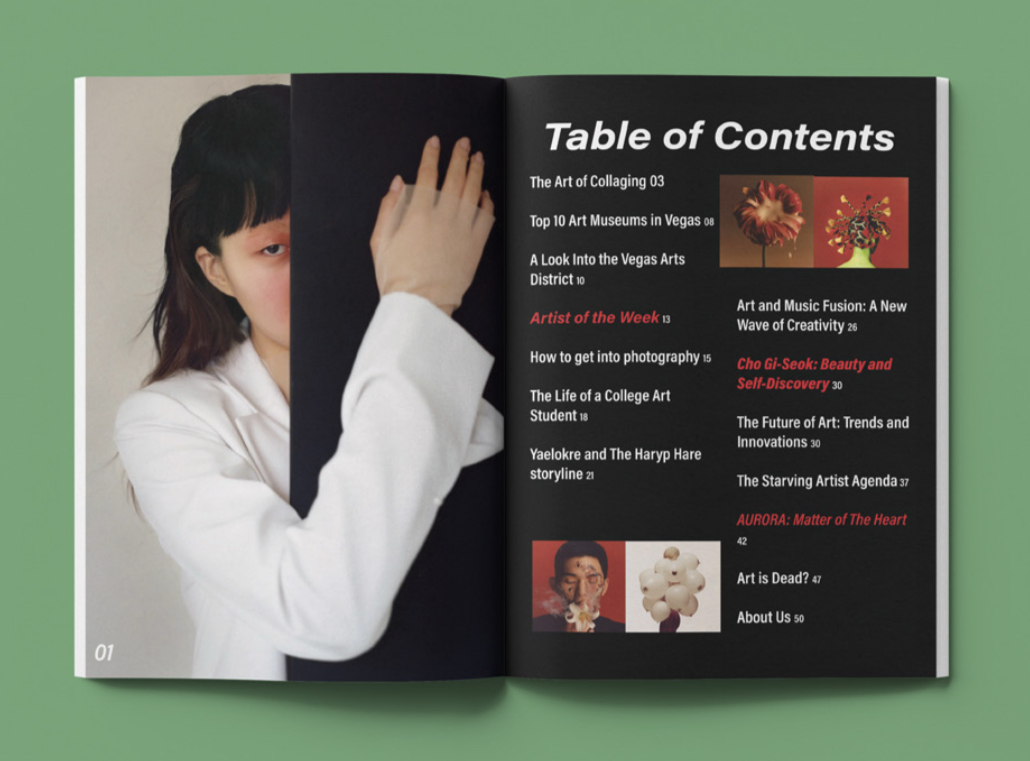 Table of Contents
The Art of Collaging 03
Top 10 Art Museums in Vegas 08
A Look Into the Vegas Arts
District 10
Artist of the Week 13
How to get into photography 15
The Life of a College Art
Student 18
Yaelokre and The Haryp Hare
storyline 21
Art and Music Fusion: A New
Wave of Creativity 26
Cho Gi-Seok: Beauty and
Self-Discovery 30
The Future of Art: Trends and
Innovations 30
The Starving Artist Agenda 37
AURORA: Matter of The Heart
42
Art is Dead? 47
About Us 50
01